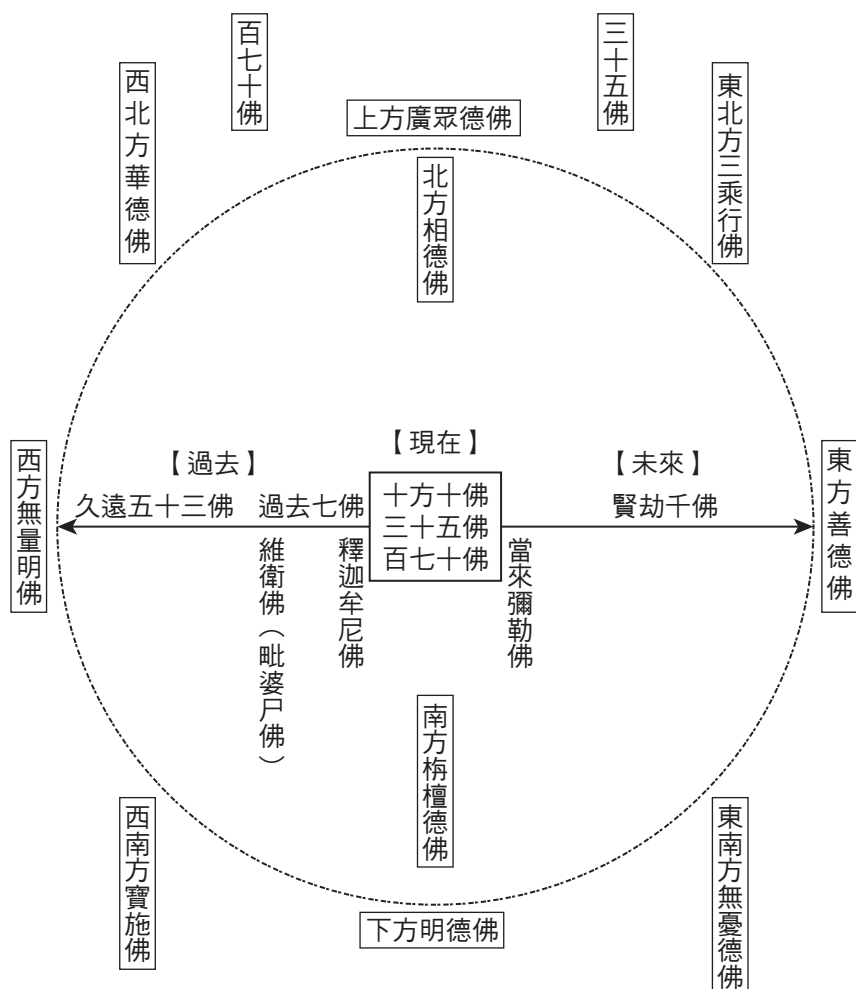 百七十佛
三十五佛
西北方華德佛
上方廣眾德佛
東北方三乘行佛
北方相德佛
【過去】
【現在】
【未來】
西方無量明佛
久遠五十三佛
過去七佛
十方十佛
三十五佛
百七十佛
賢劫千佛
東方善德佛
維衛佛（毗婆尸佛）
釋迦牟尼佛
當來彌勒佛
南方栴檀德佛
西南方寶施佛
下方明德佛
東南方無憂德佛